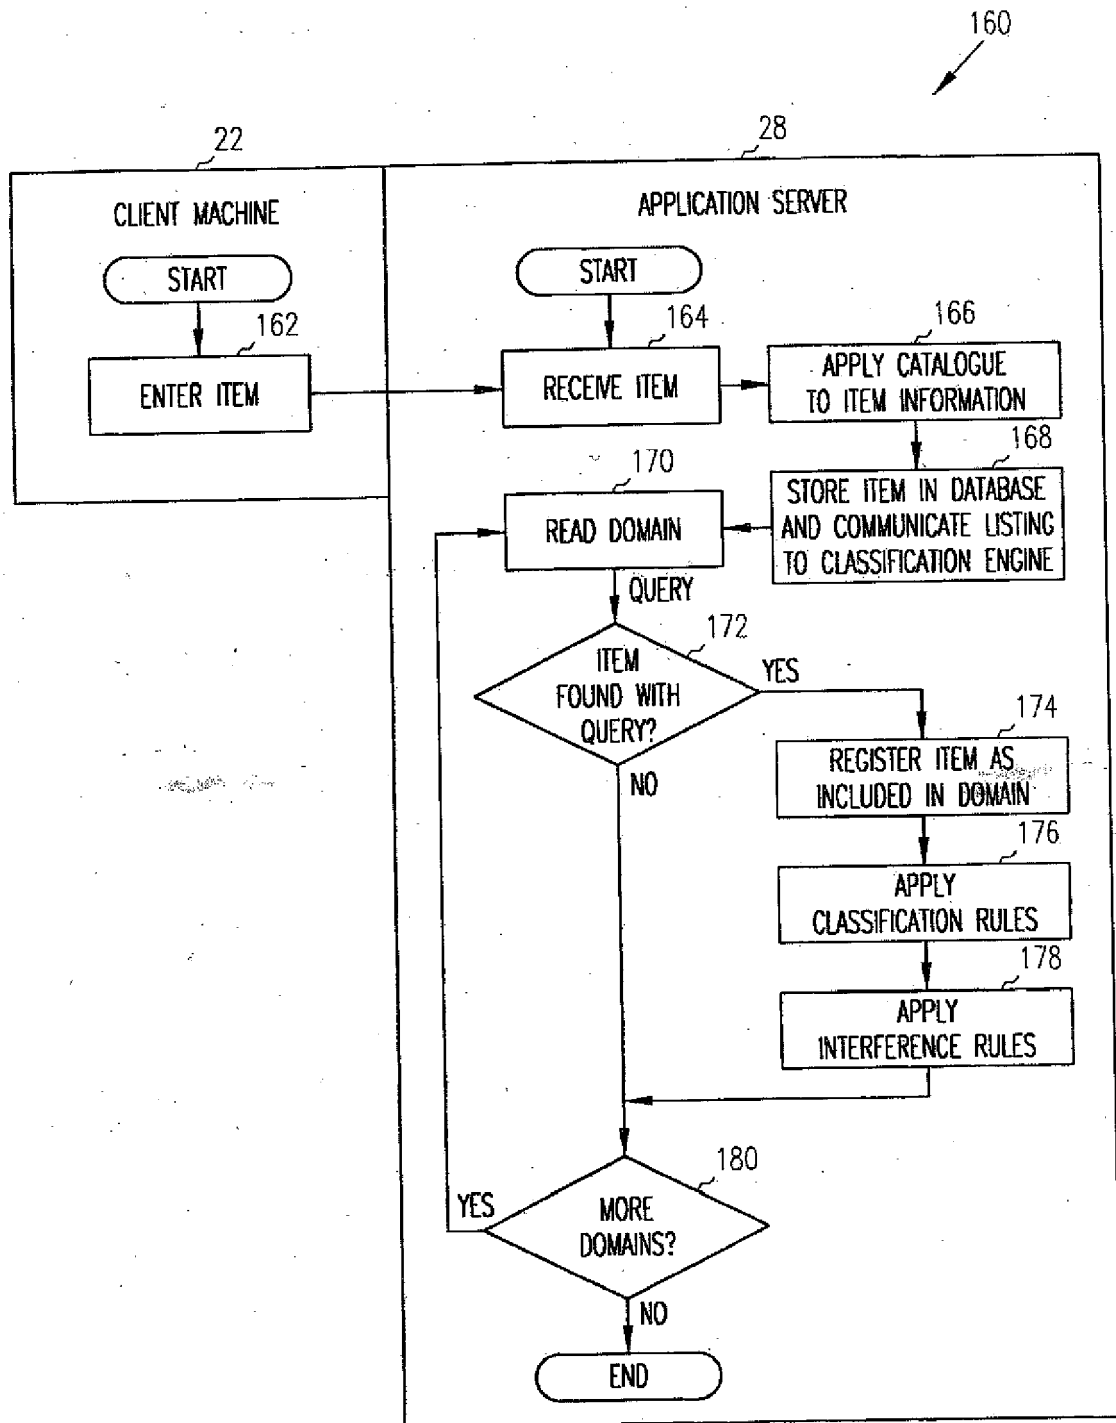 160
22
28
CLIENT MACHINE
APPLICATION SERVER
START
START
162
164
166
ENTER ITEM
RECEIVE ITEM
APPLY CATALOGUE
TO ITEM INFORMATION
168
170
STORE ITEM IN DATABASE
AND COMMUNICATE LISTING
TO CLASSIFICATION ENGINE
READ DOMAIN
QUERY
172
ITEM
FOUND WITH
QUERY?
YES
NO
174
REGISTER ITEM AS
INCLUDED IN DOMAIN
176
APPLY
CLASSIFICATION RULES
178
APPLY
INTERFERENCE RULES
180
YES
MORE
DOMAINS?
NO
END